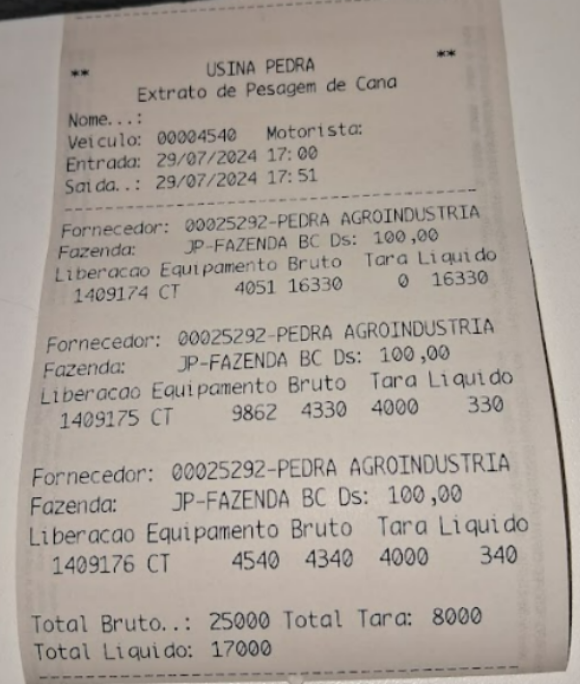 ** USINA PEDRA **
Extrato de Pesagem de Cana
Nome...:
Veiculo: 00004540 Motorista:
Entrada: 29/07/2024 17:00
Saida..: 29/07/2024 17:51
Fornecedor: 00025292-PEDRA AGROINDUSTRIA
Fazenda: JP-FAZENDA BC Ds: 100,00
Liberacao Equipamento Bruto Tara Liquido
1409174 CT 4051 16330 0 16330
Fornecedor: 00025292-PEDRA AGROINDUSTRIA
Fazenda: JP-FAZENDA BC Ds: 100,00
Liberacao Equipamento Bruto Tara Liquido
1409175 CT 9862 4330 4000 330
Fornecedor: 00025292-PEDRA AGROINDUSTRIA
Fazenda: JP-FAZENDA BC Ds: 100,00
Liberacao Equipamento Bruto Tara Liquido
1409176 CT 4540 4340 4000 340
Total Bruto..: 25000 Total Tara: 8000
Total Liquido: 17000